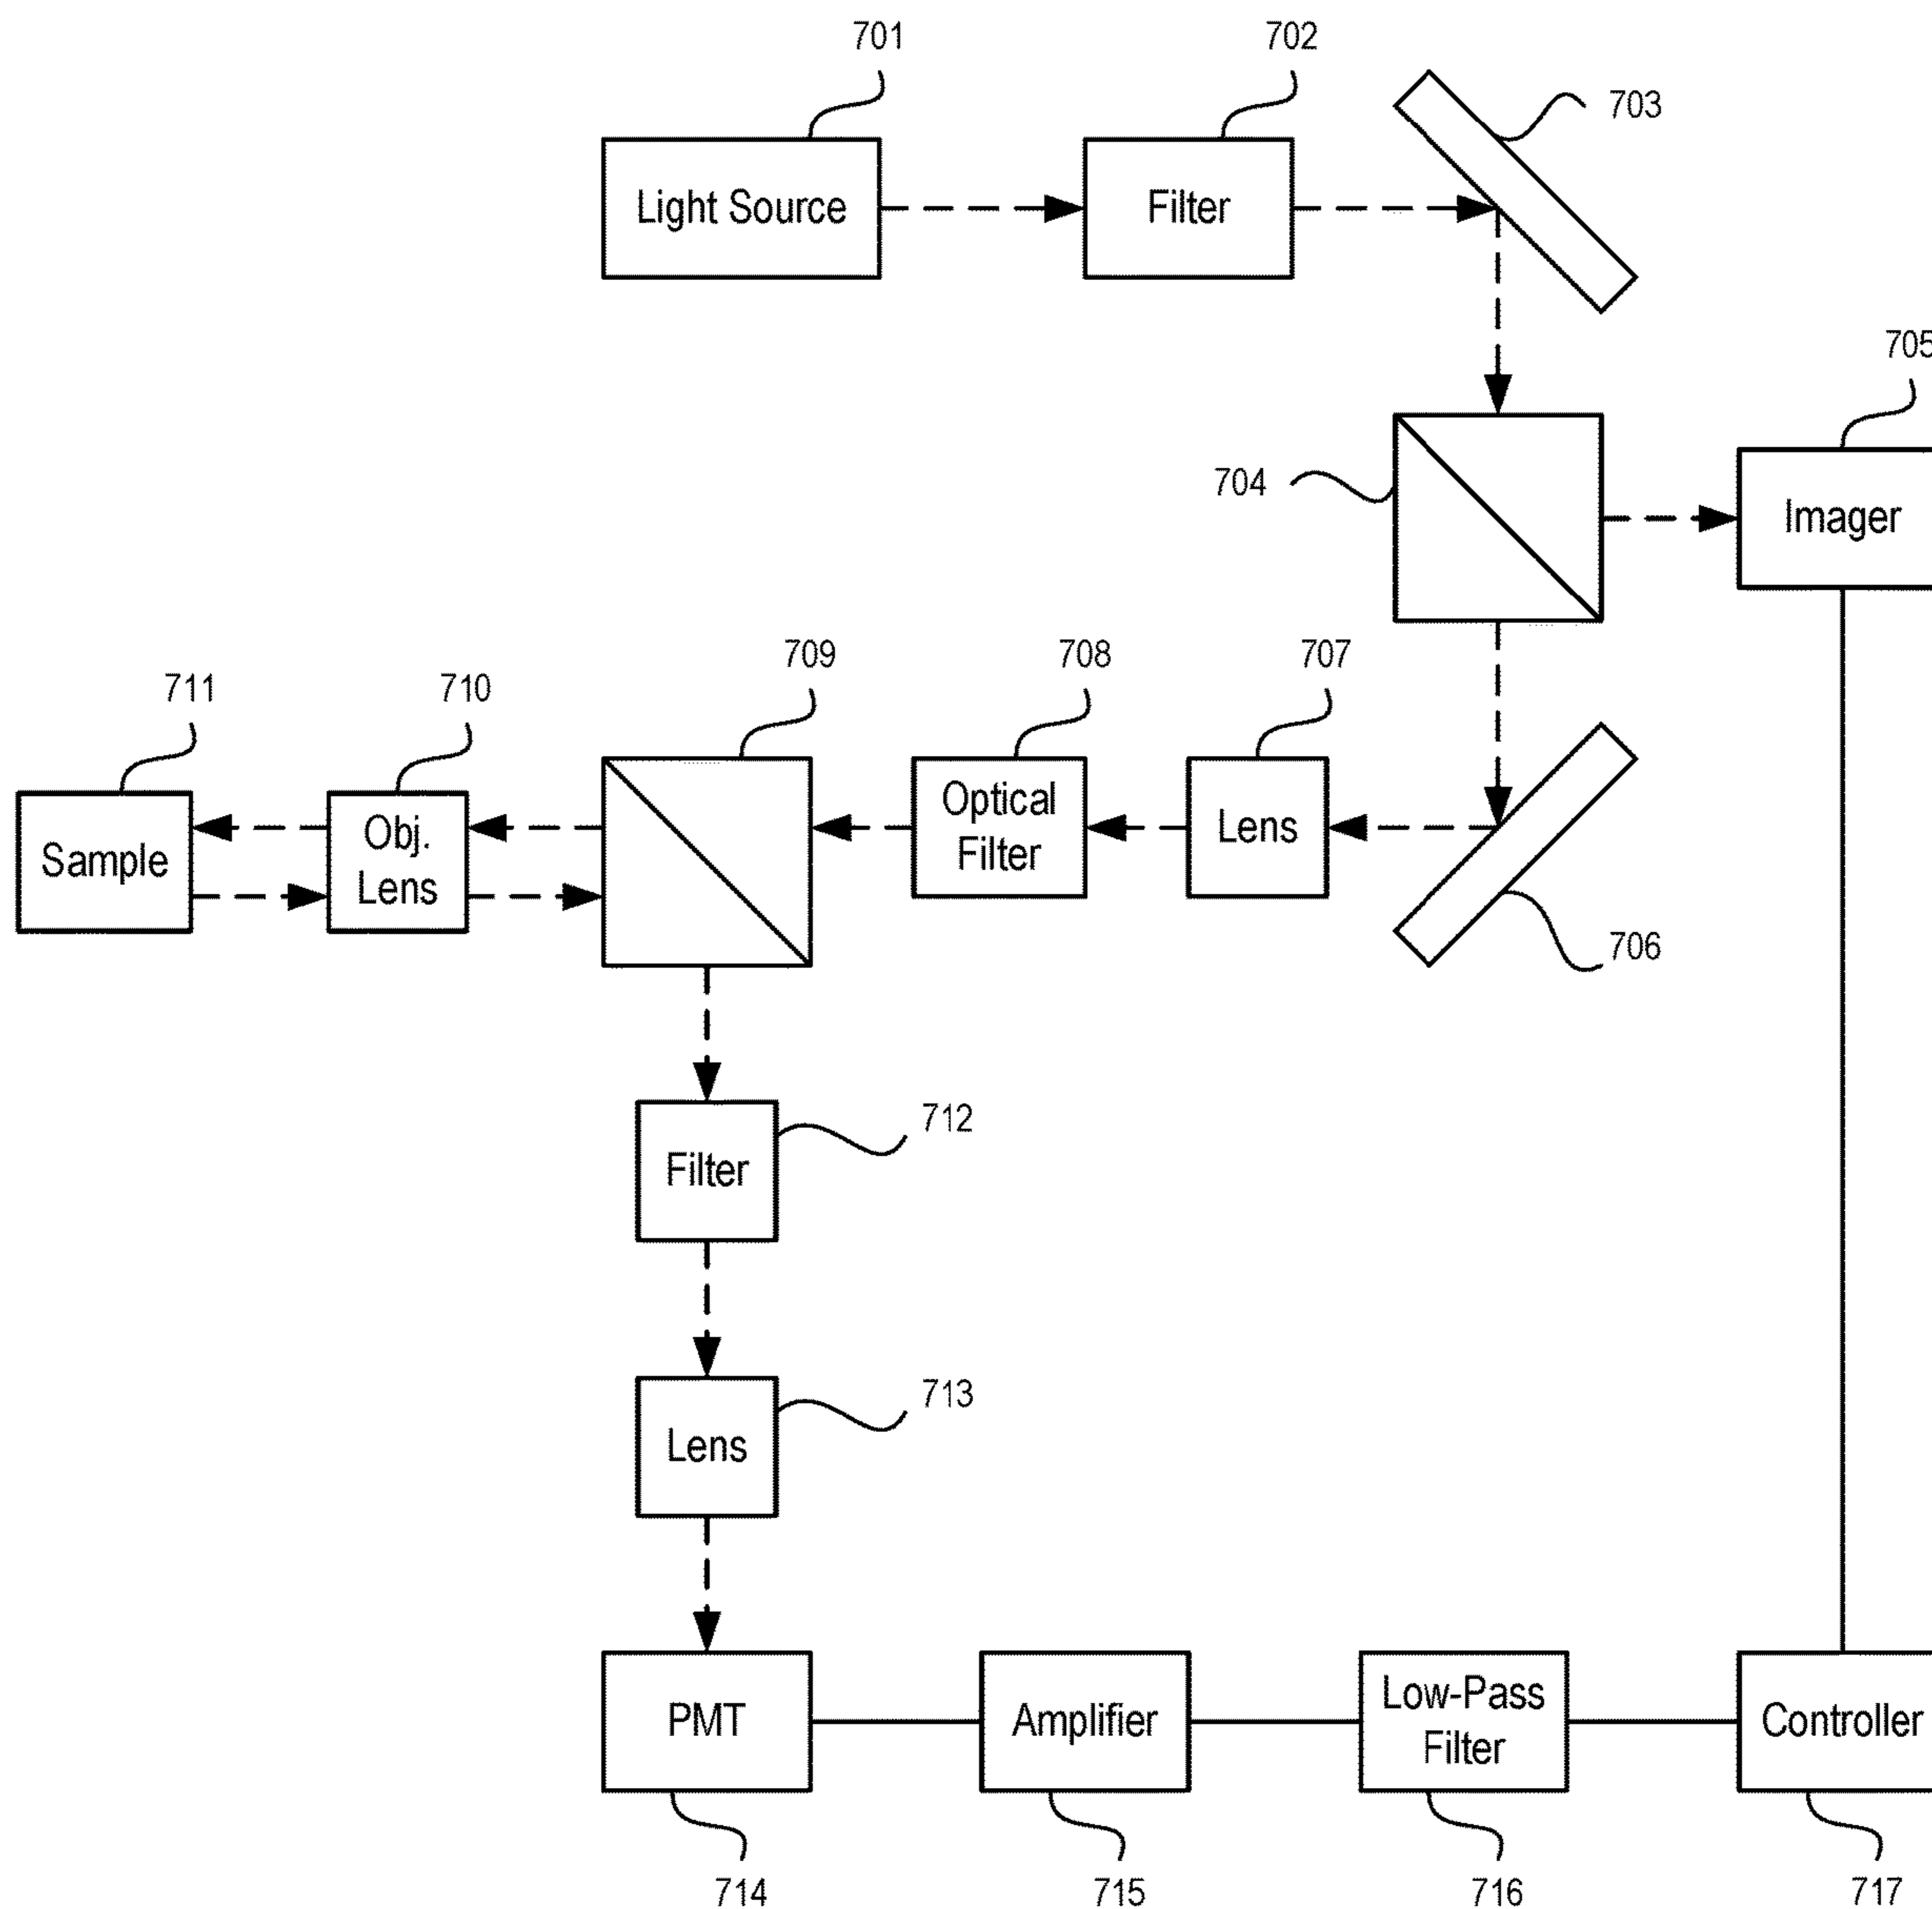 701
702
703
Light Source
Filter
705
704
Imager
709
708
707
711
710
Optical
Filter
Lens
Obj.
Lens
Sample
706
712
Filter
713
Lens
PMT
Amplifier
Low-Pass
Filter
Controller
714
715
716
717